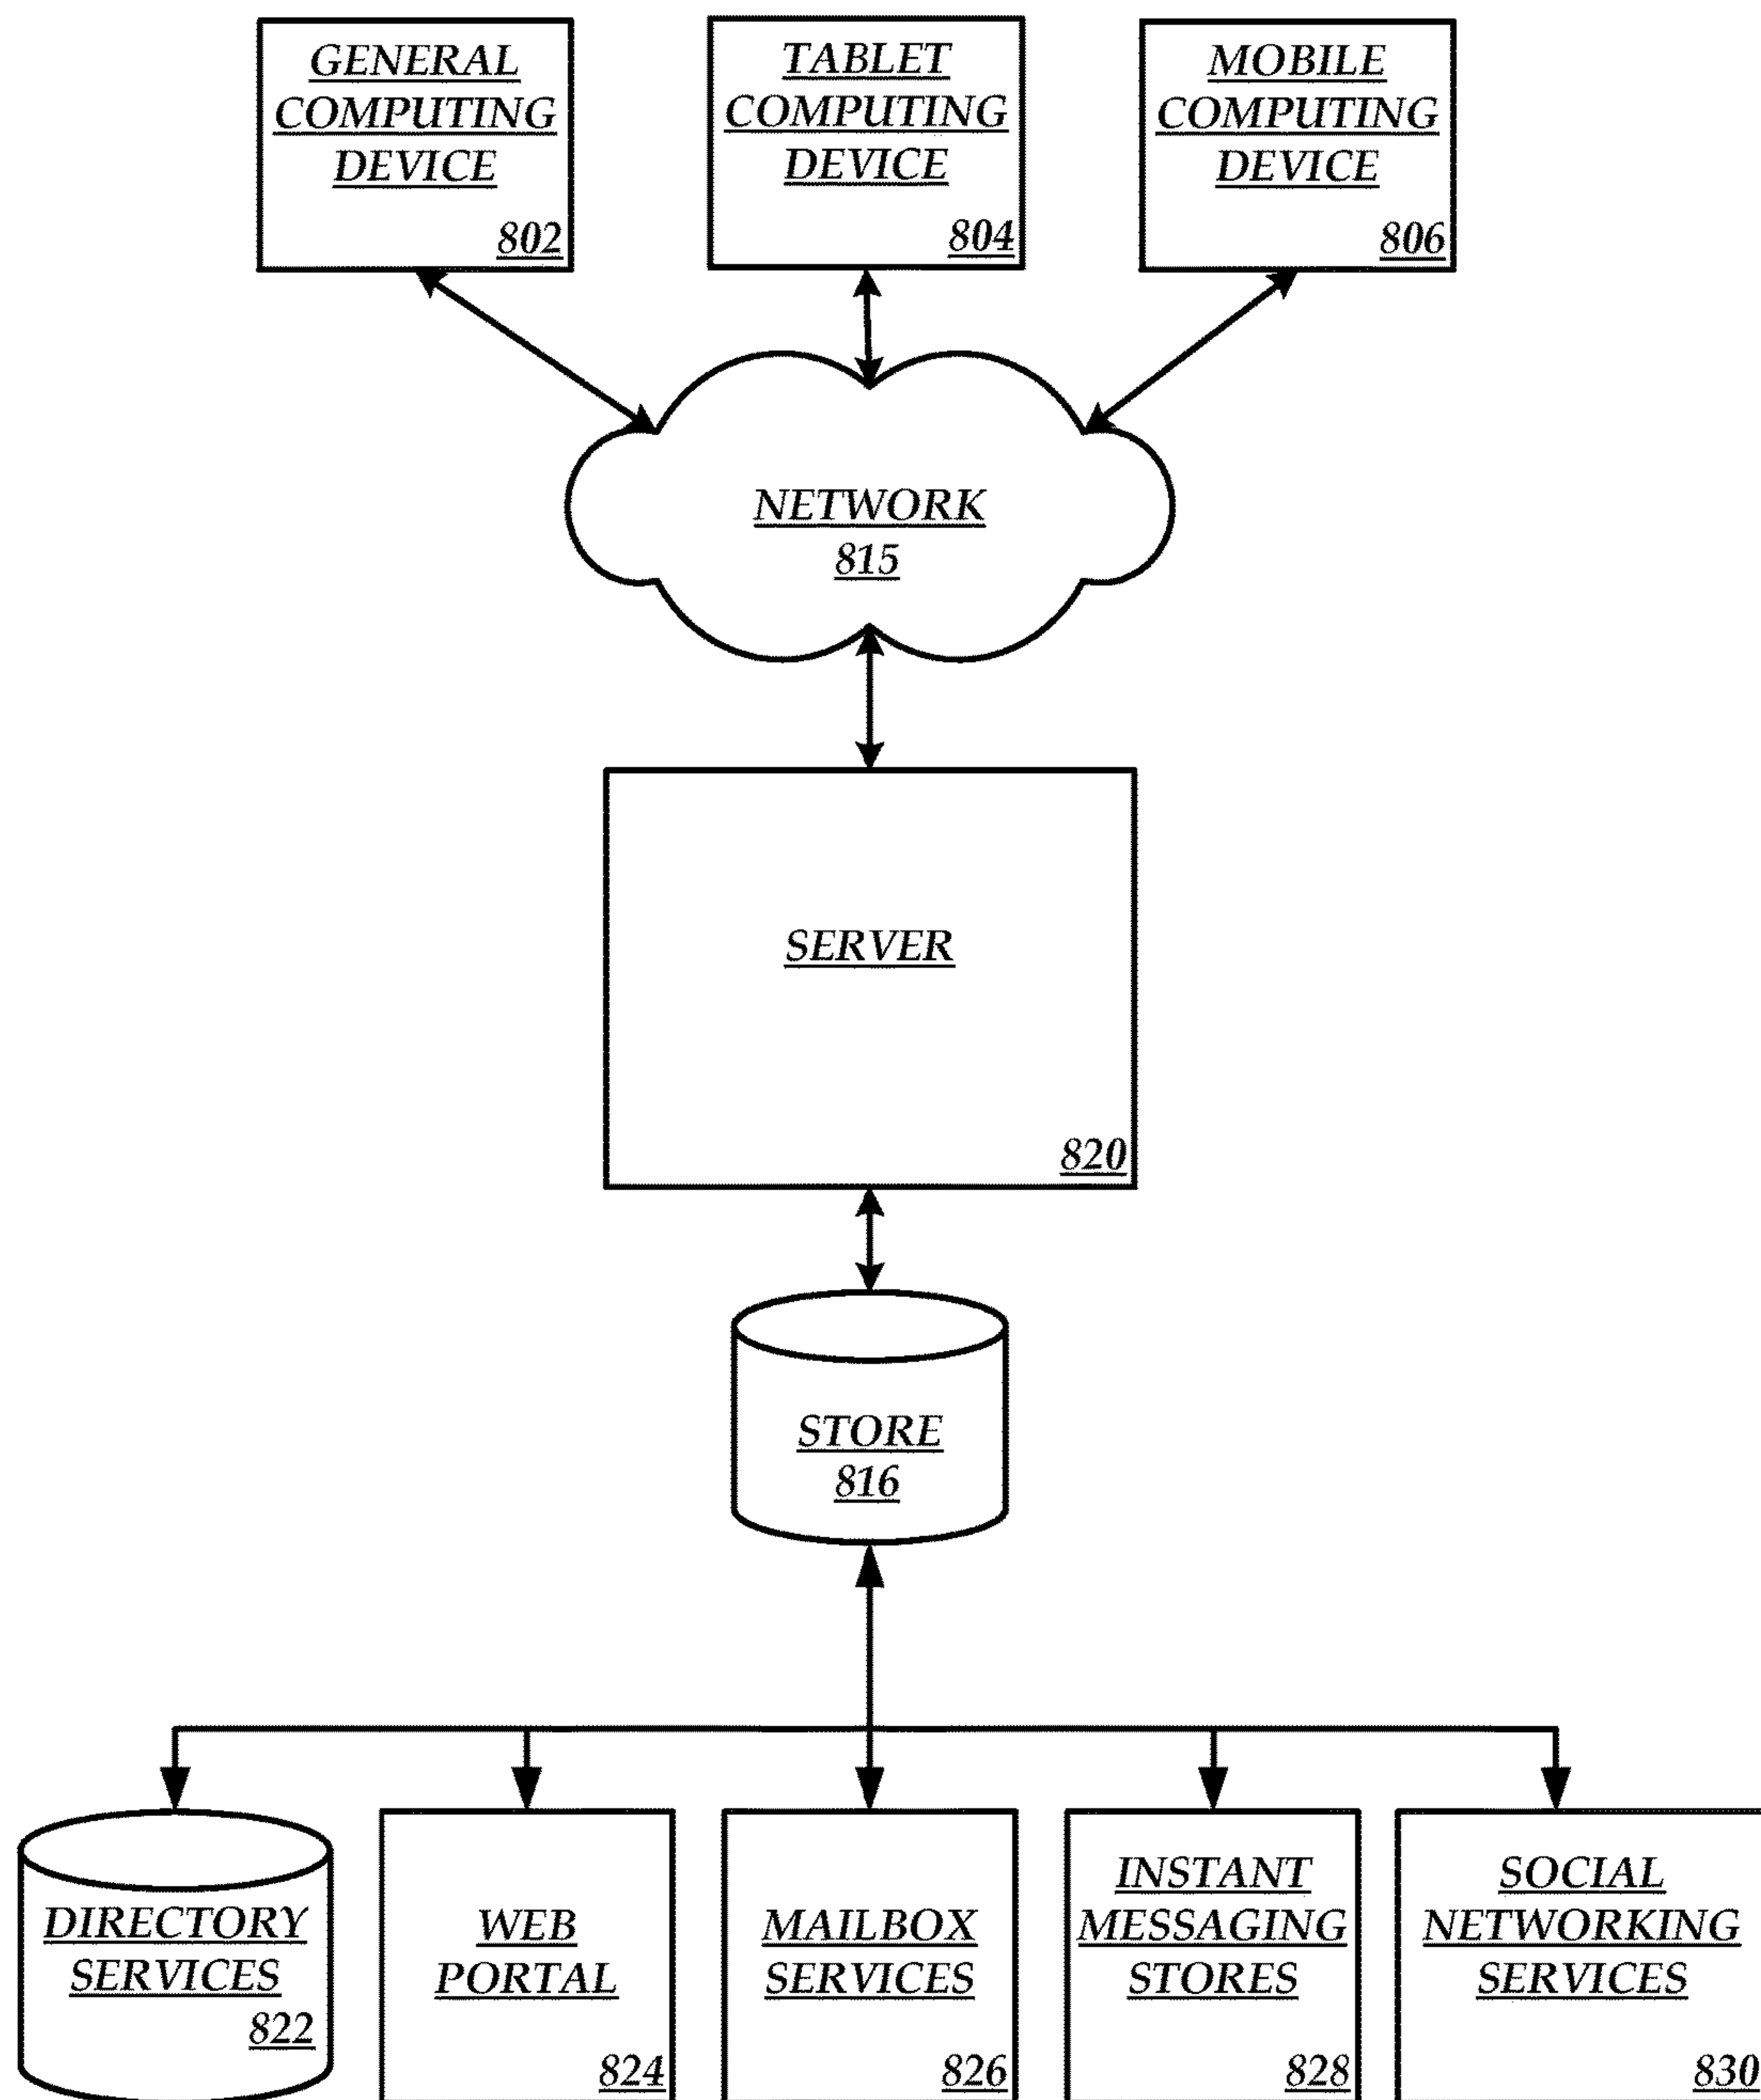 GENERAL
COMPUTING
DEVICE
802
TABLET
COMPUTING
DEVICE
804
MOBILE
COMPUTING
DEVICE
806
NETWORK
815
SERVER
820
STORE
816
DIRECTORY
SERVICES
822
WEB
PORTAL
824
MAILBOX
SERVICES
826
INSTANT
MESSAGING
STORES
828
SOCIAL
NETWORKING
SERVICES
830